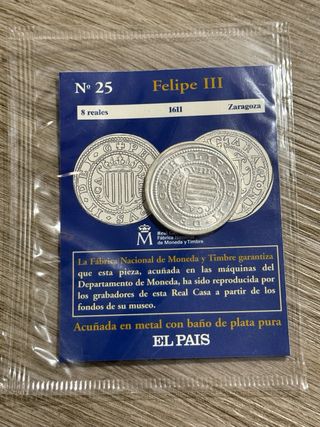 Nº 25 Felipe III
8 reales 1611 Zaragoza
Fábrica Nacional
de Moneda y Timbre
La Fábrica Nacional de Moneda y Timbre garantiza
que esta pieza, acuñada en las máquinas del
Departamento de Moneda, ha sido reproducida por
los grabadores de esta Real Casa a partir de los
fondos de su museo.
Acuñada en metal con baño de plata pura
EL PAIS